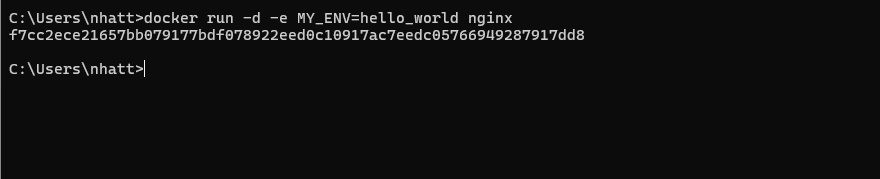 C:\Users\nhatt>docker run -d -e MY_ENV=hello_world nginx
f7cc2ece21657bb079177bdf078922eed0c10917ac7eedc05766949287917dd8
C:\Users\nhatt>